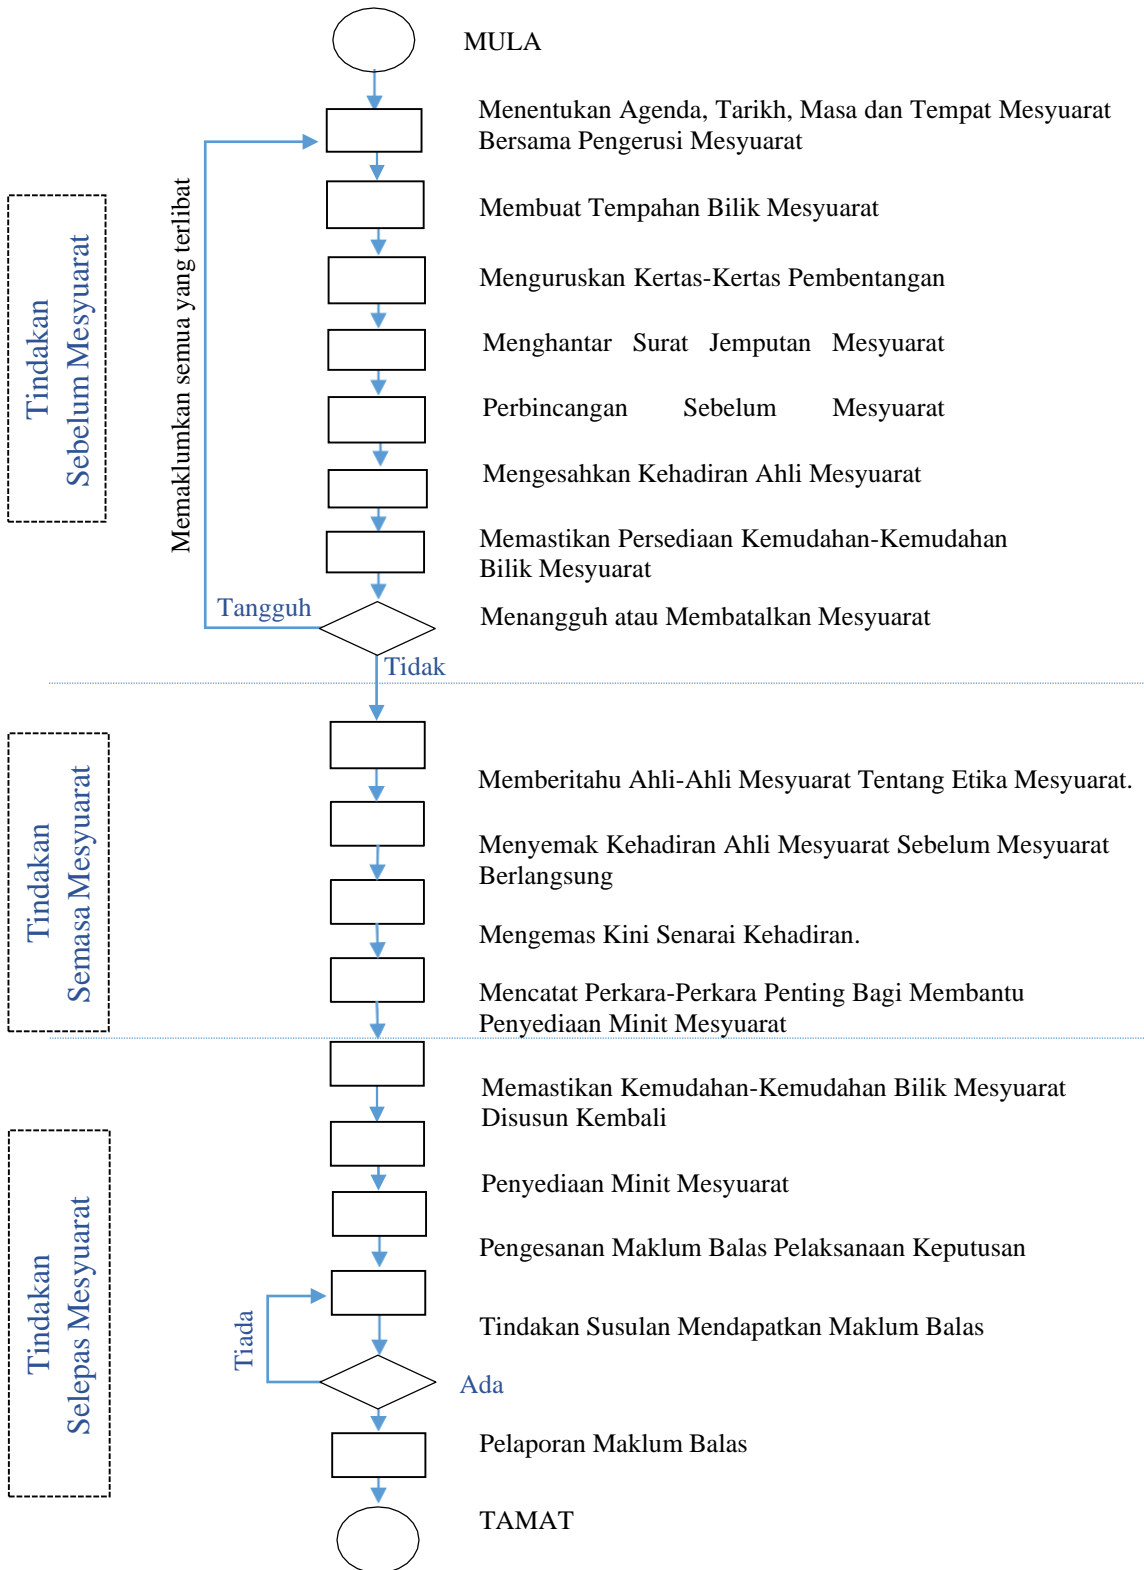 MULA
Menentukan Agenda, Tarikh, Masa dan Tempat Mesyuarat
Bersama Pengerusi Mesyuarat
Membuat Tempahan Bilik Mesyuarat
Menguruskan Kertas-Kertas Pembentangan
Menghantar Surat Jemputan Mesyuarat
Perbincangan Sebelum Mesyuarat
Mengesahkan Kehadiran Ahli Mesyuarat
Memastikan Persediaan Kemudahan-Kemudahan
Bilik Mesyuarat
Menangguh atau Membatalkan Mesyuarat
Tangguh
Memaklumkan semua yang terlibat
Tidak
Tindakan
Sebelum Mesyuarat
Memberitahu Ahli-Ahli Mesyuarat Tentang Etika Mesyuarat.
Menyemak Kehadiran Ahli Mesyuarat Sebelum Mesyuarat
Berlangsung
Mengemas Kini Senarai Kehadiran.
Mencatat Perkara-Perkara Penting Bagi Membantu
Penyediaan Minit Mesyuarat
Tindakan
Semasa Mesyuarat
Memastikan Kemudahan-Kemudahan Bilik Mesyuarat
Disusun Kembali
Penyediaan Minit Mesyuarat
Pengesanan Maklum Balas Pelaksanaan Keputusan
Tindakan Susulan Mendapatkan Maklum Balas
Tiada
Ada
Pelaporan Maklum Balas
Tindakan
Selepas Mesyuarat
TAMAT